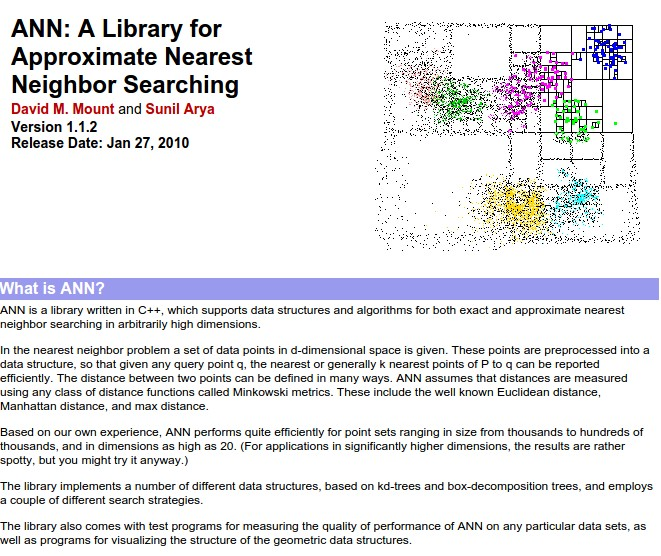 ANN: A Library for
Approximate Nearest
Neighbor Searching
David M. Mount and Sunil Arya
Version 1.1.2
Release Date: Jan 27, 2010
What is ANN?
ANN is a library written in C++, which supports data structures and algorithms for both exact and approximate nearest
neighbor searching in arbitrarily high dimensions.
In the nearest neighbor problem a set of data points in d-dimensional space is given. These points are preprocessed into a
data structure, so that given any query point q, the nearest or generally k nearest points of P to q can be reported
efficiently. The distance between two points can be defined in many ways. ANN assumes that distances are measured
using any class of distance functions called Minkowski metrics. These include the well known Euclidean distance,
Manhattan distance, and max distance.
Based on our own experience, ANN performs quite efficiently for point sets ranging in size from thousands to hundreds of
thousands, and in dimensions as high as 20. (For applications in significantly higher dimensions, the results are rather
spotty, but you might try it anyway.)
The library implements a number of different data structures, based on kd-trees and box-decomposition trees, and employs
a couple of different search strategies.
The library also comes with test programs for measuring the quality of performance of ANN on any particular data sets, as
well as programs for visualizing the structure of the geometric data structures.